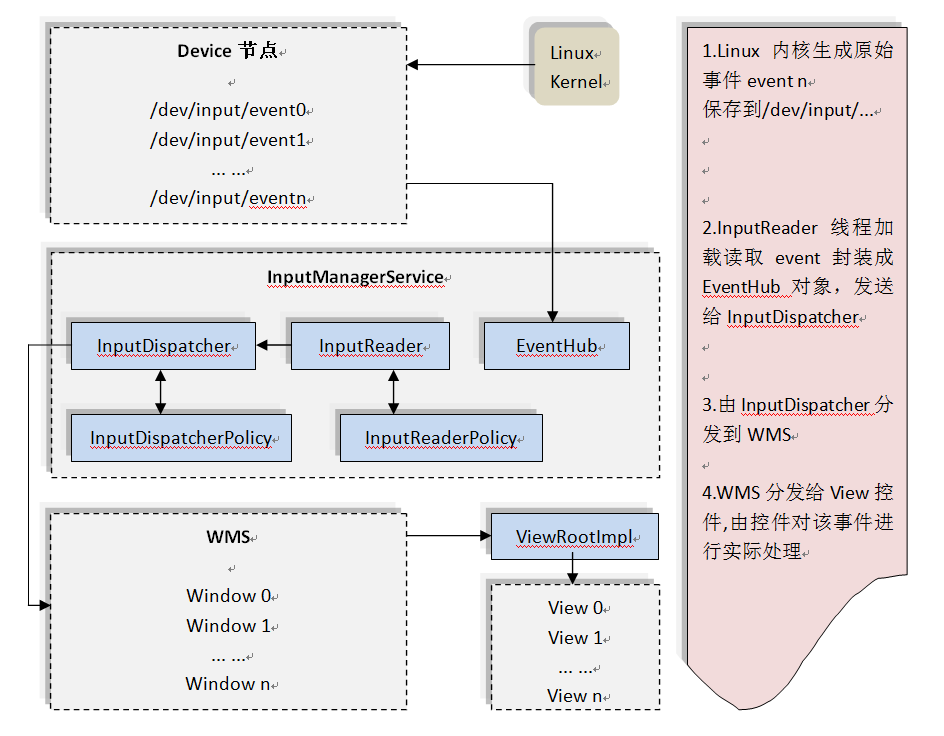 Device 节点
/dev/input/event0
/dev/input/event1
... ...
/dev/input/eventn
Linux
Kernel
InputManagerService
InputDispatcher
InputReader
EventHub
InputDispatcherPolicy
InputReaderPolicy
WMS
Window 0
Window 1
... ...
Window n
ViewRootImpl
View 0
View 1
... ...
View n
1.Linux 内核生成原始
事件 event n
保存到/dev/input/...
2.InputReader 线程加
载读取 event 封装成
EventHub 对象，发送
给 InputDispatcher
3.由 InputDispatcher 分
发到 WMS
4.WMS 分发给 View 控
件,由控件对该事件进
行实际处理